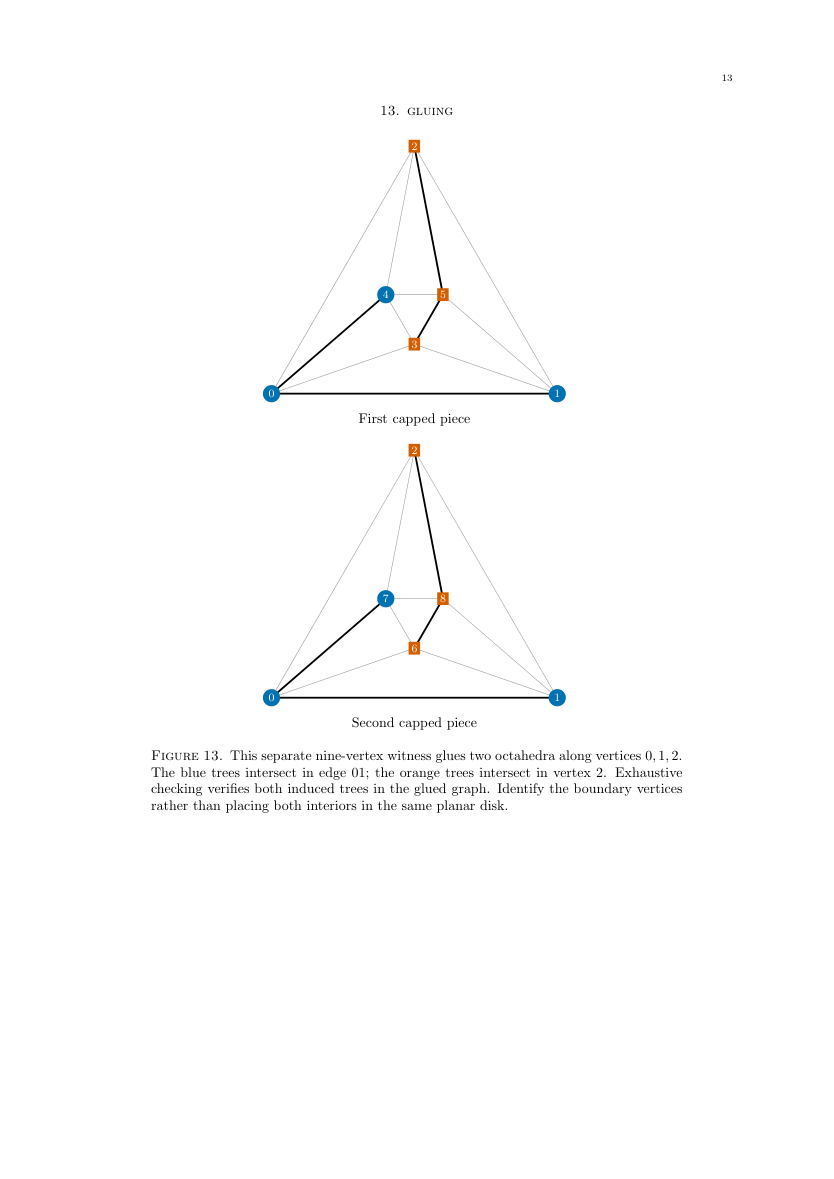 13
13. GLUING
2
4
5
3
0
1
First capped piece
2
7
8
6
0
1
Second capped piece
FIGURE 13. This separate nine-vertex witness glues two octahedra along vertices 0, 1, 2.
The blue trees intersect in edge 01; the orange trees intersect in vertex 2. Exhaustive
checking verifies both induced trees in the glued graph. Identify the boundary vertices
rather than placing both interiors in the same planar disk.